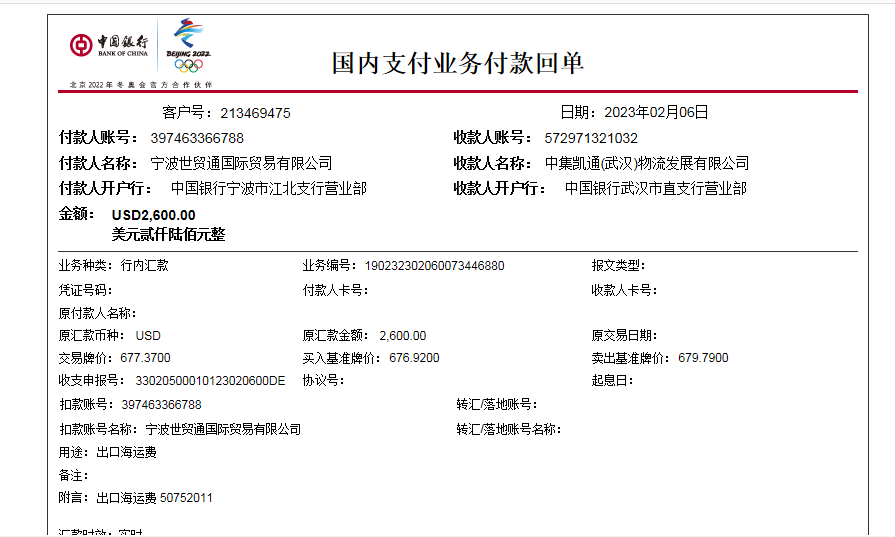 中国银行 BEIJING 2022
BANK OF CHINA
北京2022年冬奥会官方合作伙伴
国内支付业务付款回单
客户号：213469475 日期：2023年02月06日
付款人账号： 397463366788 收款人账号： 572971321032
付款人名称： 宁波世贸通国际贸易有限公司 收款人名称： 中集凯通(武汉)物流发展有限公司
付款人开户行： 中国银行宁波市江北支行营业部 收款人开户行： 中国银行武汉市直支行营业部
金额： USD2,600.00
美元贰仟陆佰元整
业务种类：行内汇款 业务编号：190232302060073446880 报文类型：
凭证号码： 付款人卡号： 收款人卡号：
原付款人名称：
原汇款币种： USD 原汇款金额： 2,600.00 原交易日期：
交易牌价：677.3700 买入基准牌价：676.9200 卖出基准牌价： 679.7900
收支申报号： 33020500010123020600DE 协议号： 起息日：
扣款账号：397463366788 转汇/落地账号：
扣款账号名称：宁波世贸通国际贸易有限公司 转汇/落地账号名称：
用途：出口海运费
备注：
附言：出口海运费 50752011
汇款时效：实时